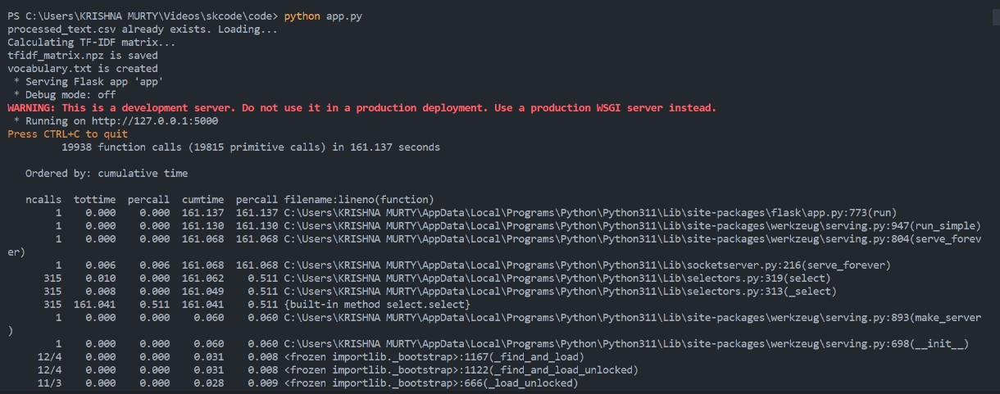 PS C:\Users\KRISHNA MURTY\Videos\skcode\code> python app.py
processed_text.csv already exists. Loading...
Calculating TF-IDF matrix...
tfidf_matrix.npz is saved
vocabulary.txt is created
 * Serving Flask app 'app'
 * Debug mode: off
WARNING: This is a development server. Do not use it in a production deployment. Use a production WSGI server instead.
 * Running on http://127.0.0.1:5000
Press CTRL+C to quit
         19938 function calls (19815 primitive calls) in 161.137 seconds
   Ordered by: cumulative time
   ncalls  tottime  percall  cumtime  percall filename:lineno(function)
        1    0.000    0.000  161.137  161.137 C:\Users\KRISHNA MURTY\AppData\Local\Programs\Python\Python311\Lib\site-packages\flask\app.py:773(run)
        1    0.000    0.000  161.130  161.130 C:\Users\KRISHNA MURTY\AppData\Local\Programs\Python\Python311\Lib\site-packages\werkzeug\serving.py:947(run_simple)
        1    0.000    0.000  161.068  161.068 C:\Users\KRISHNA MURTY\AppData\Local\Programs\Python\Python311\Lib\site-packages\werkzeug\serving.py:804(serve_forev
er)
        1    0.006    0.006  161.068  161.068 C:\Users\KRISHNA MURTY\AppData\Local\Programs\Python\Python311\Lib\socketserver.py:216(serve_forever)
      315    0.010    0.000  161.062    0.511 C:\Users\KRISHNA MURTY\AppData\Local\Programs\Python\Python311\Lib\selectors.py:319(select)
      315    0.008    0.000  161.049    0.511 C:\Users\KRISHNA MURTY\AppData\Local\Programs\Python\Python311\Lib\selectors.py:313(_select)
      315  161.041    0.511  161.041    0.511 {built-in method select.select}
        1    0.000    0.000    0.060    0.060 C:\Users\KRISHNA MURTY\AppData\Local\Programs\Python\Python311\Lib\site-packages\werkzeug\serving.py:893(make_server
)
        1    0.000    0.000    0.060    0.060 C:\Users\KRISHNA MURTY\AppData\Local\Programs\Python\Python311\Lib\site-packages\werkzeug\serving.py:698(__init__)
     12/4    0.000    0.000    0.031    0.008 <frozen importlib._bootstrap>:1167(_find_and_load)
     12/4    0.000    0.000    0.031    0.008 <frozen importlib._bootstrap>:1122(_find_and_load_unlocked)
     11/3    0.000    0.000    0.028    0.009 <frozen importlib._bootstrap>:666(_load_unlocked)